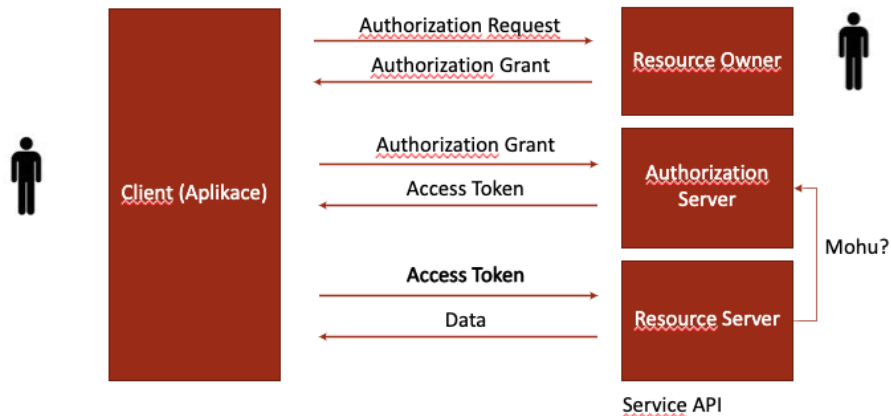 Authorization Request
Resource Owner
Authorization Grant
Authorization Grant
Client (Aplikace)
Authorization
Server
Access Token
Mohu?
Access Token
Resource Server
Data
Service API